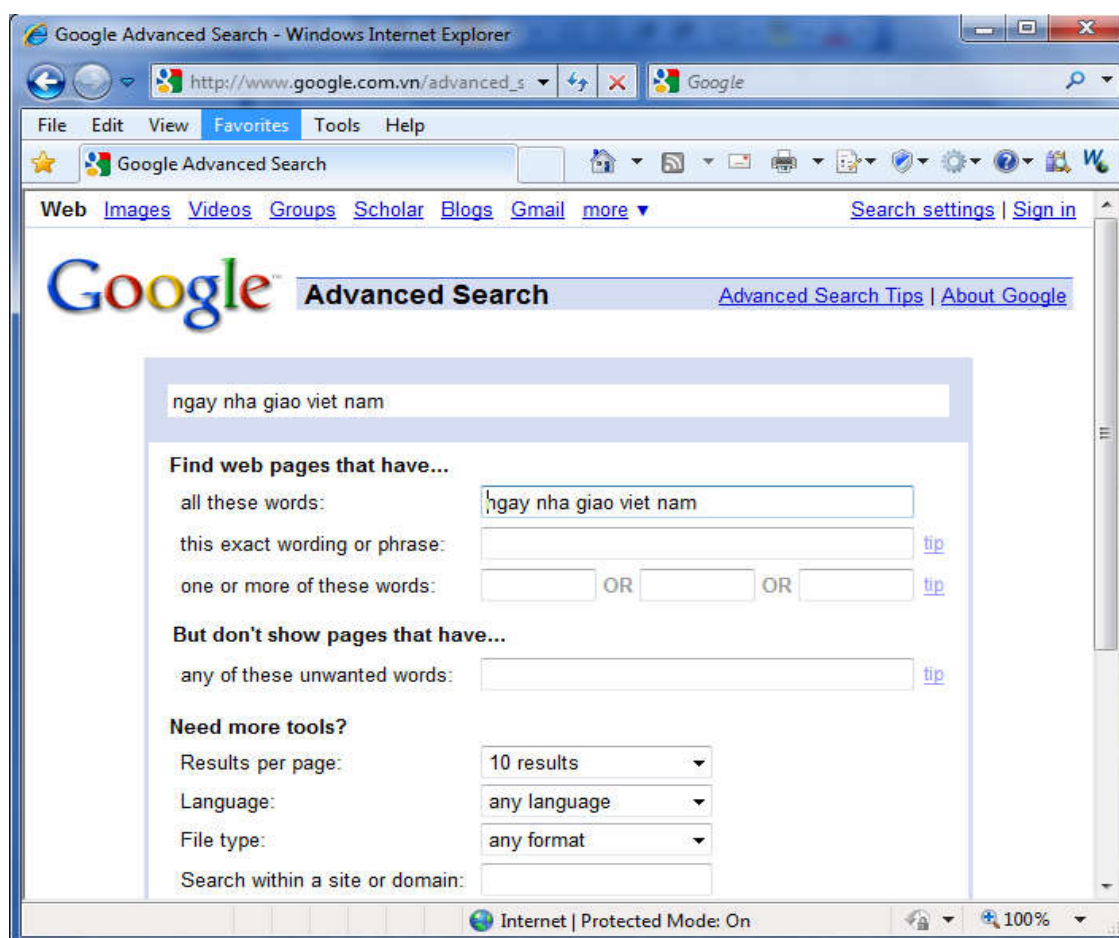 Google Advanced Search - Windows Internet Explorer
http://www.google.com.vn/advanced_s Google
File Edit View Favorites Tools Help
Google Advanced Search
Web Images Videos Groups Scholar Blogs Gmail more ▼ Search settings | Sign in
Google™ Advanced Search Advanced Search Tips | About Google
ngay nha giao viet nam
Find web pages that have...
all these words: ngay nha giao viet nam
this exact wording or phrase: tip
one or more of these words: OR OR tip
But don't show pages that have...
any of these unwanted words: tip
Need more tools?
Results per page: 10 results
Language: any language
File type: any format
Search within a site or domain:
Internet | Protected Mode: On 100%